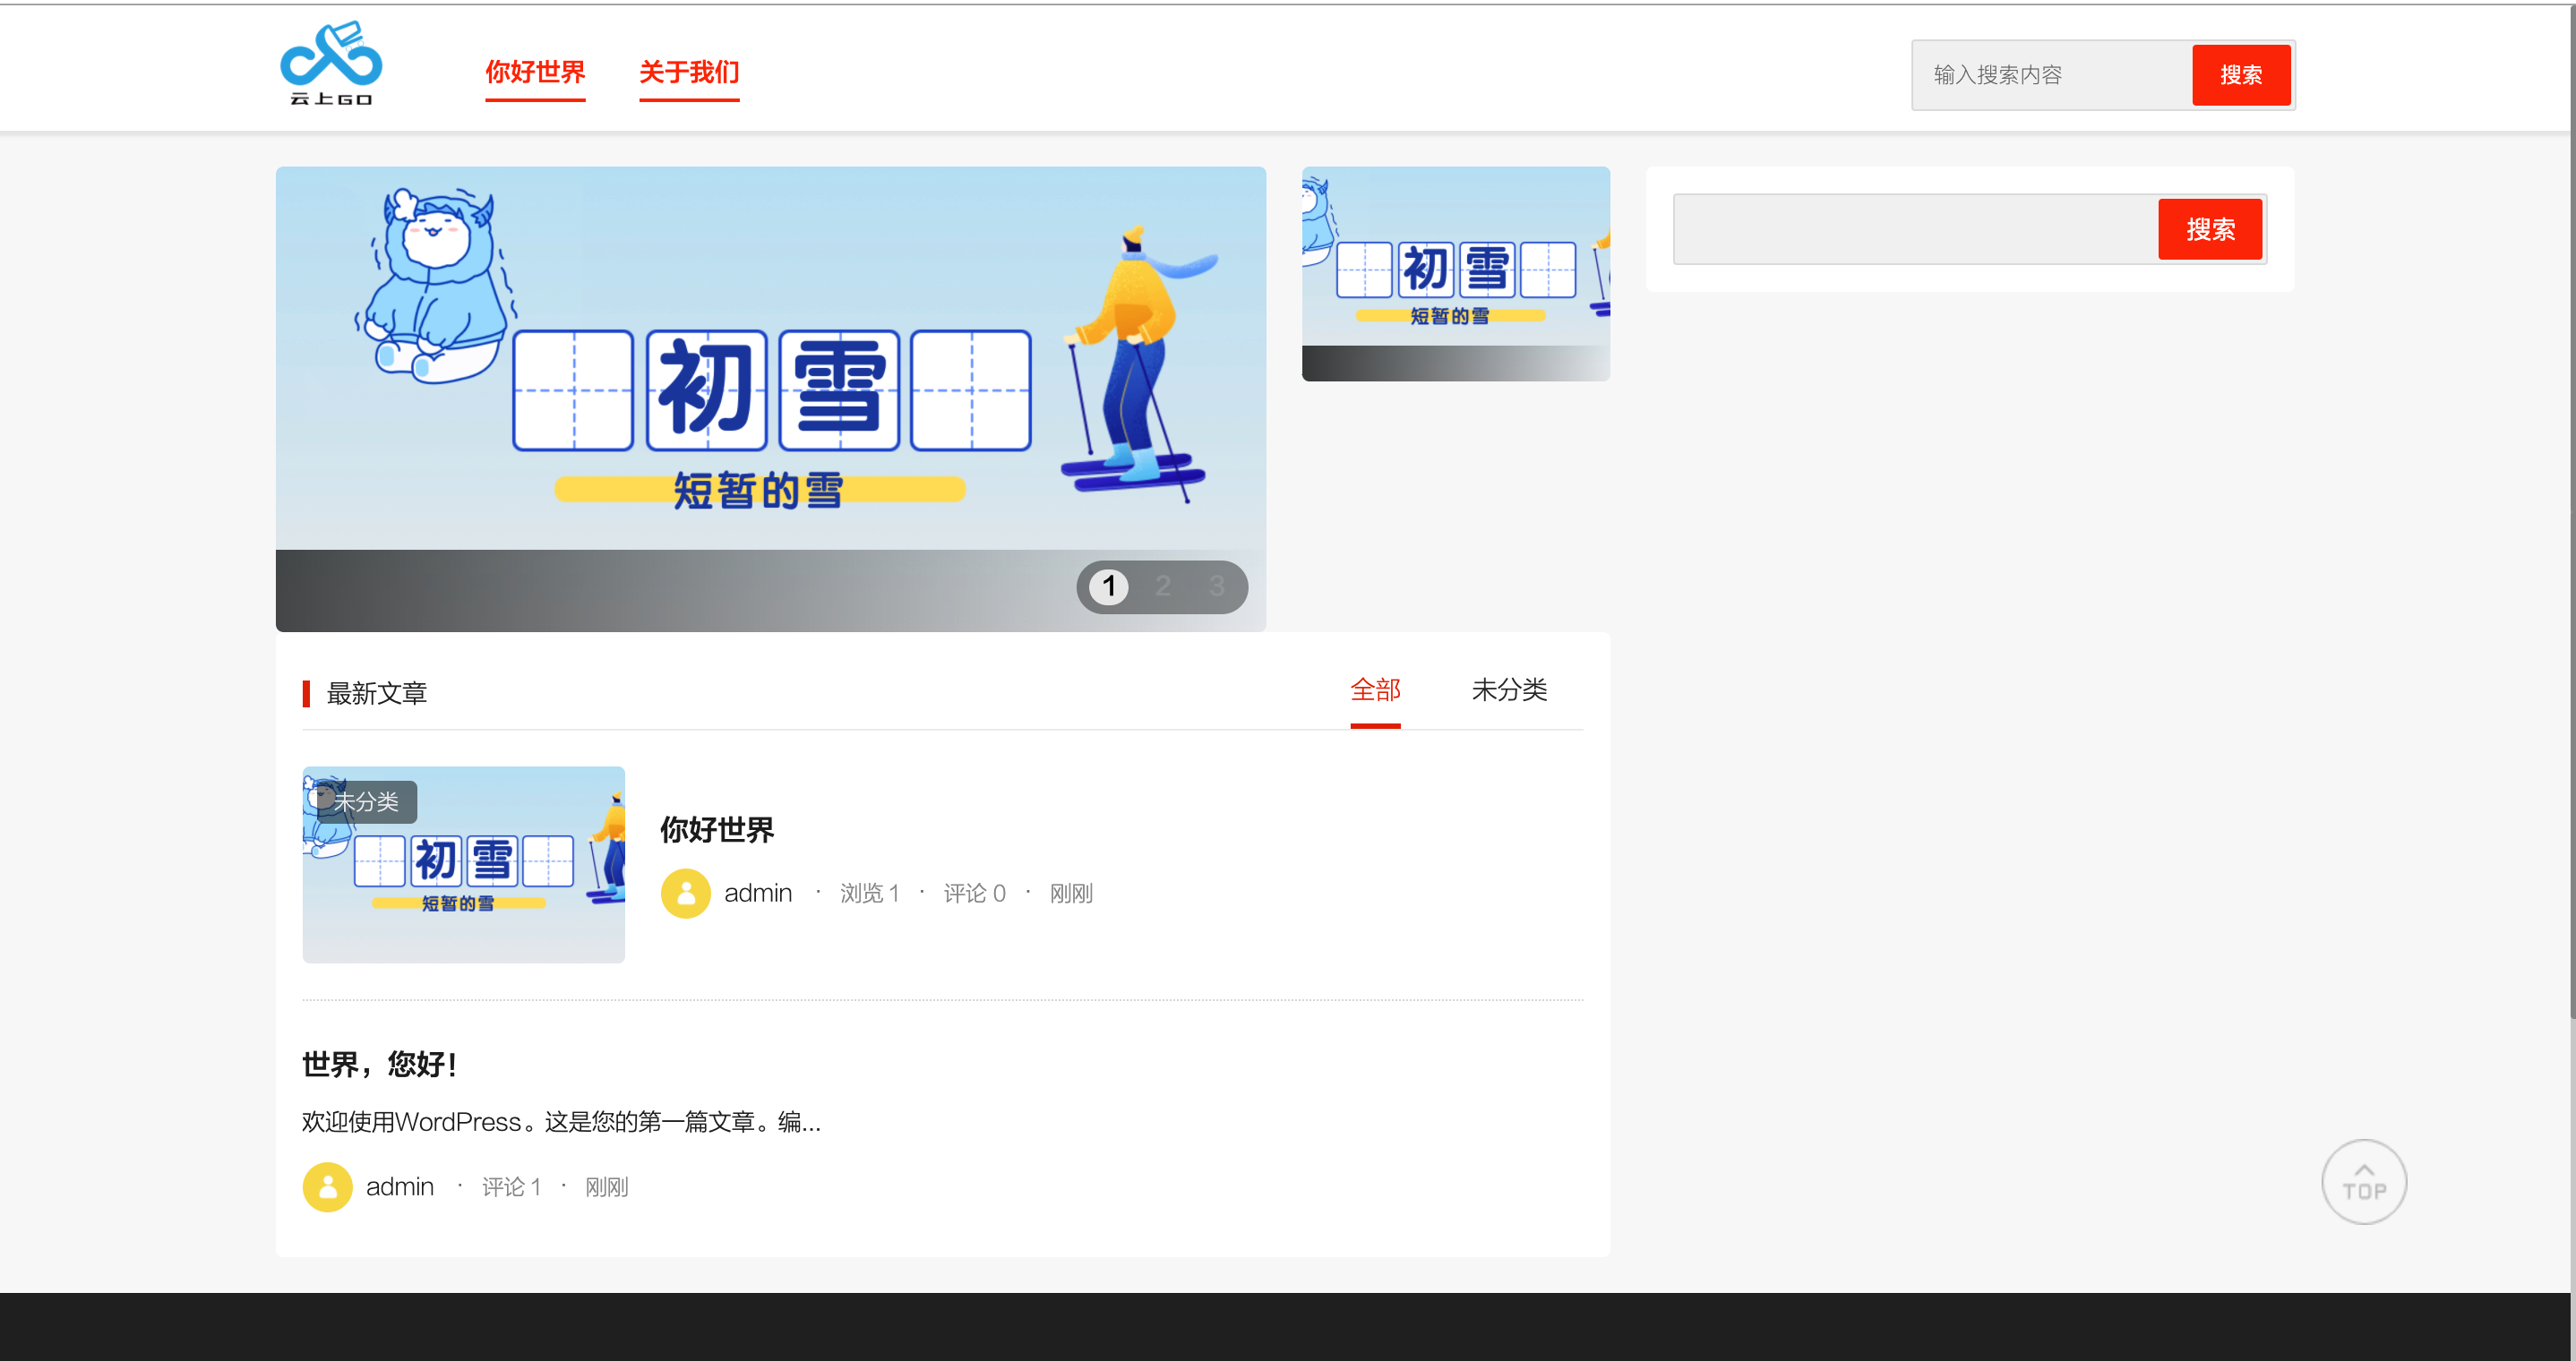 云上GO
你好世界
关于我们
输入搜索内容
搜索
初雪
短暂的雪
1 2 3
初雪
短暂的雪
搜索
最新文章
全部
未分类
未分类
初雪
短暂的雪
你好世界
admin · 浏览 1 · 评论 0 · 刚刚
世界，您好！
欢迎使用WordPress。这是您的第一篇文章。编...
admin · 评论 1 · 刚刚
TOP